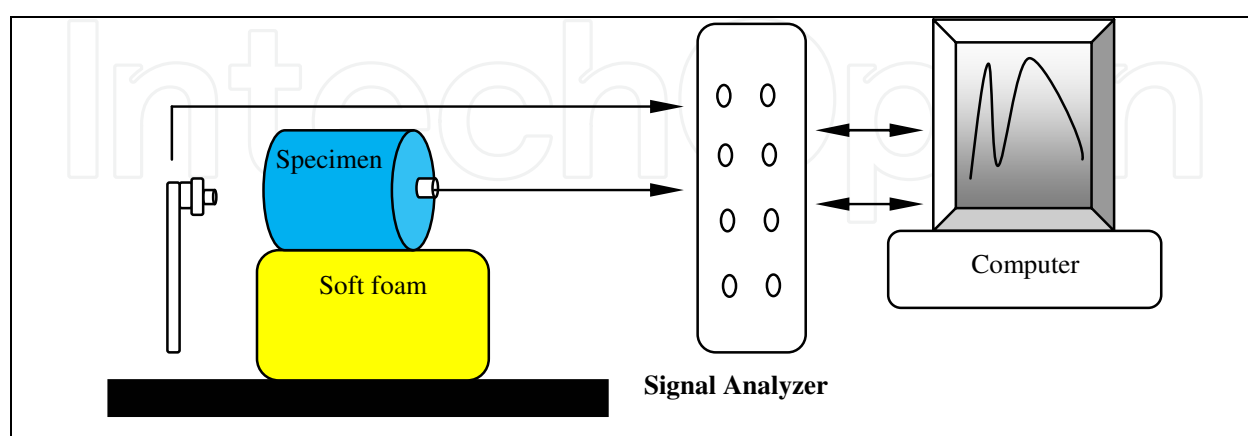 IntechOpen
Specimen
Soft foam
Computer
Signal Analyzer